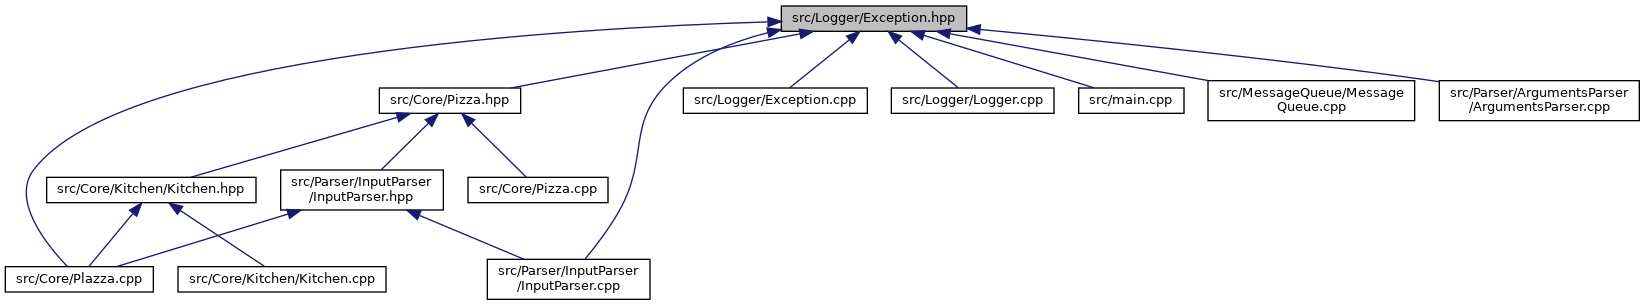 src/Logger/Exception.hpp
src/Core/Pizza.hpp
src/Logger/Exception.cpp
src/Logger/Logger.cpp
src/main.cpp
src/MessageQueue/Message
Queue.cpp
src/Parser/ArgumentsParser
/ArgumentsParser.cpp
src/Core/Kitchen/Kitchen.hpp
src/Parser/InputParser
/InputParser.hpp
src/Core/Pizza.cpp
src/Core/Plazza.cpp
src/Core/Kitchen/Kitchen.cpp
src/Parser/InputParser
/InputParser.cpp